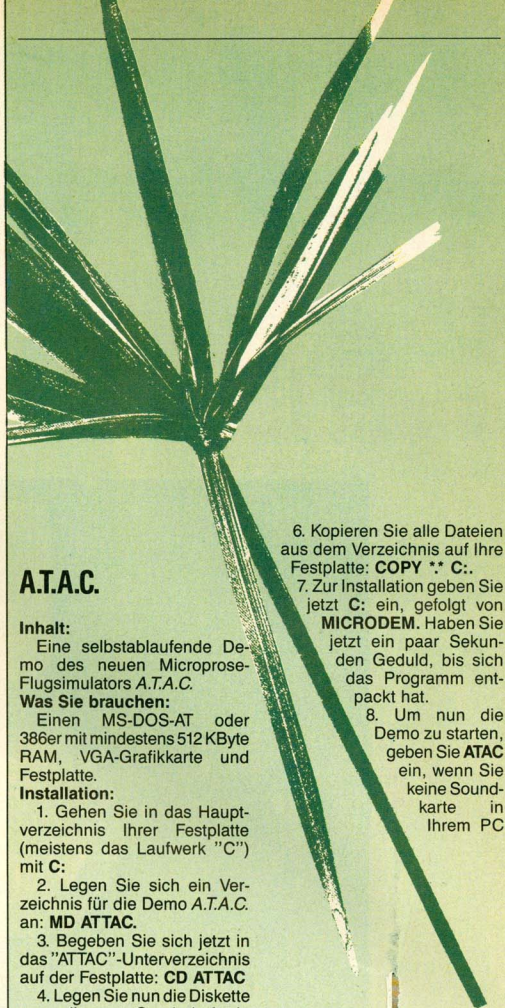 A.T.A.C.
Inhalt:
Eine selbstablaufende De-
mo des neuen Microprose-
Flugsimulators A.T.A.C.
Was Sie brauchen:
Einen MS-DOS-AT oder
386er mit mindestens 512 KByte
RAM, VGA-Grafikkarte und
Festplatte.
Installation:
1. Gehen Sie in das Haupt-
verzeichnis Ihrer Festplatte
(meistens das Laufwerk "C")
mit C:
2. Legen Sie sich ein Ver-
zeichnis für die Demo A.T.A.C.
an: MD ATTAC.
3. Begeben Sie sich jetzt in
das "ATTAC"-Unterverzeichnis
auf der Festplatte: CD ATTAC
4. Legen Sie nun die Diskette
6. Kopieren Sie alle Dateien
aus dem Verzeichnis auf Ihre
Festplatte: COPY *.* C:.
7. Zur Installation geben Sie
jetzt C: ein, gefolgt von
MICRODEM. Haben Sie
jetzt ein paar Sekun-
den Geduld, bis sich
das Programm ent-
packt hat.
8. Um nun die
Demo zu starten,
geben Sie ATAC
ein, wenn Sie
keine Sound-
karte in
Ihrem PC